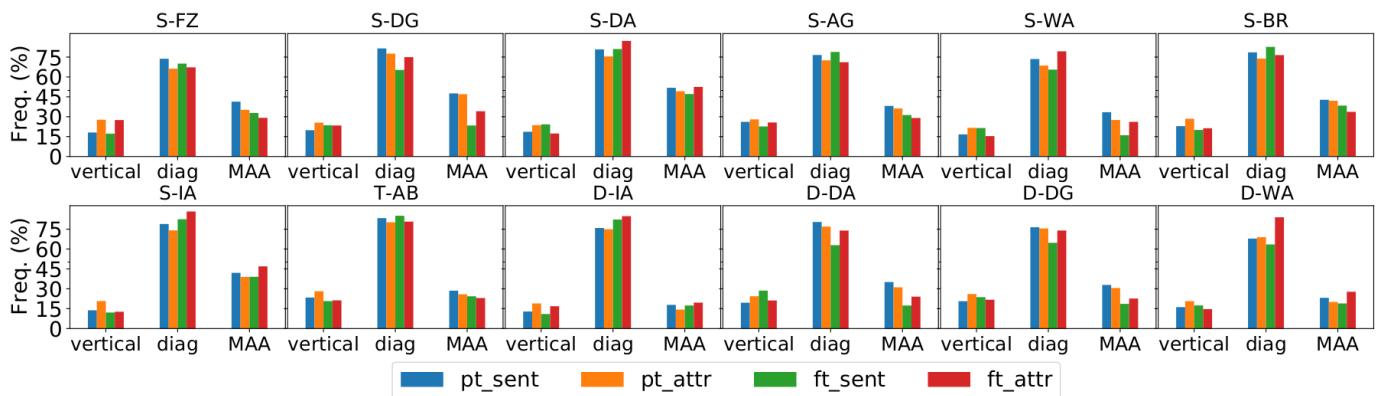 S-FZ S-DG S-DA S-AG S-WA S-BR
Freq. (%)
75
60
45
30
15
0
vertical diag MAA vertical diag MAA vertical diag MAA vertical diag MAA vertical diag MAA vertical diag MAA
S-IA T-AB D-IA D-DA D-DG D-WA
Freq. (%)
75
60
45
30
15
0
vertical diag MAA vertical diag MAA vertical diag MAA vertical diag MAA vertical diag MAA vertical diag MAA
pt_sent pt_attr ft_sent ft_attr